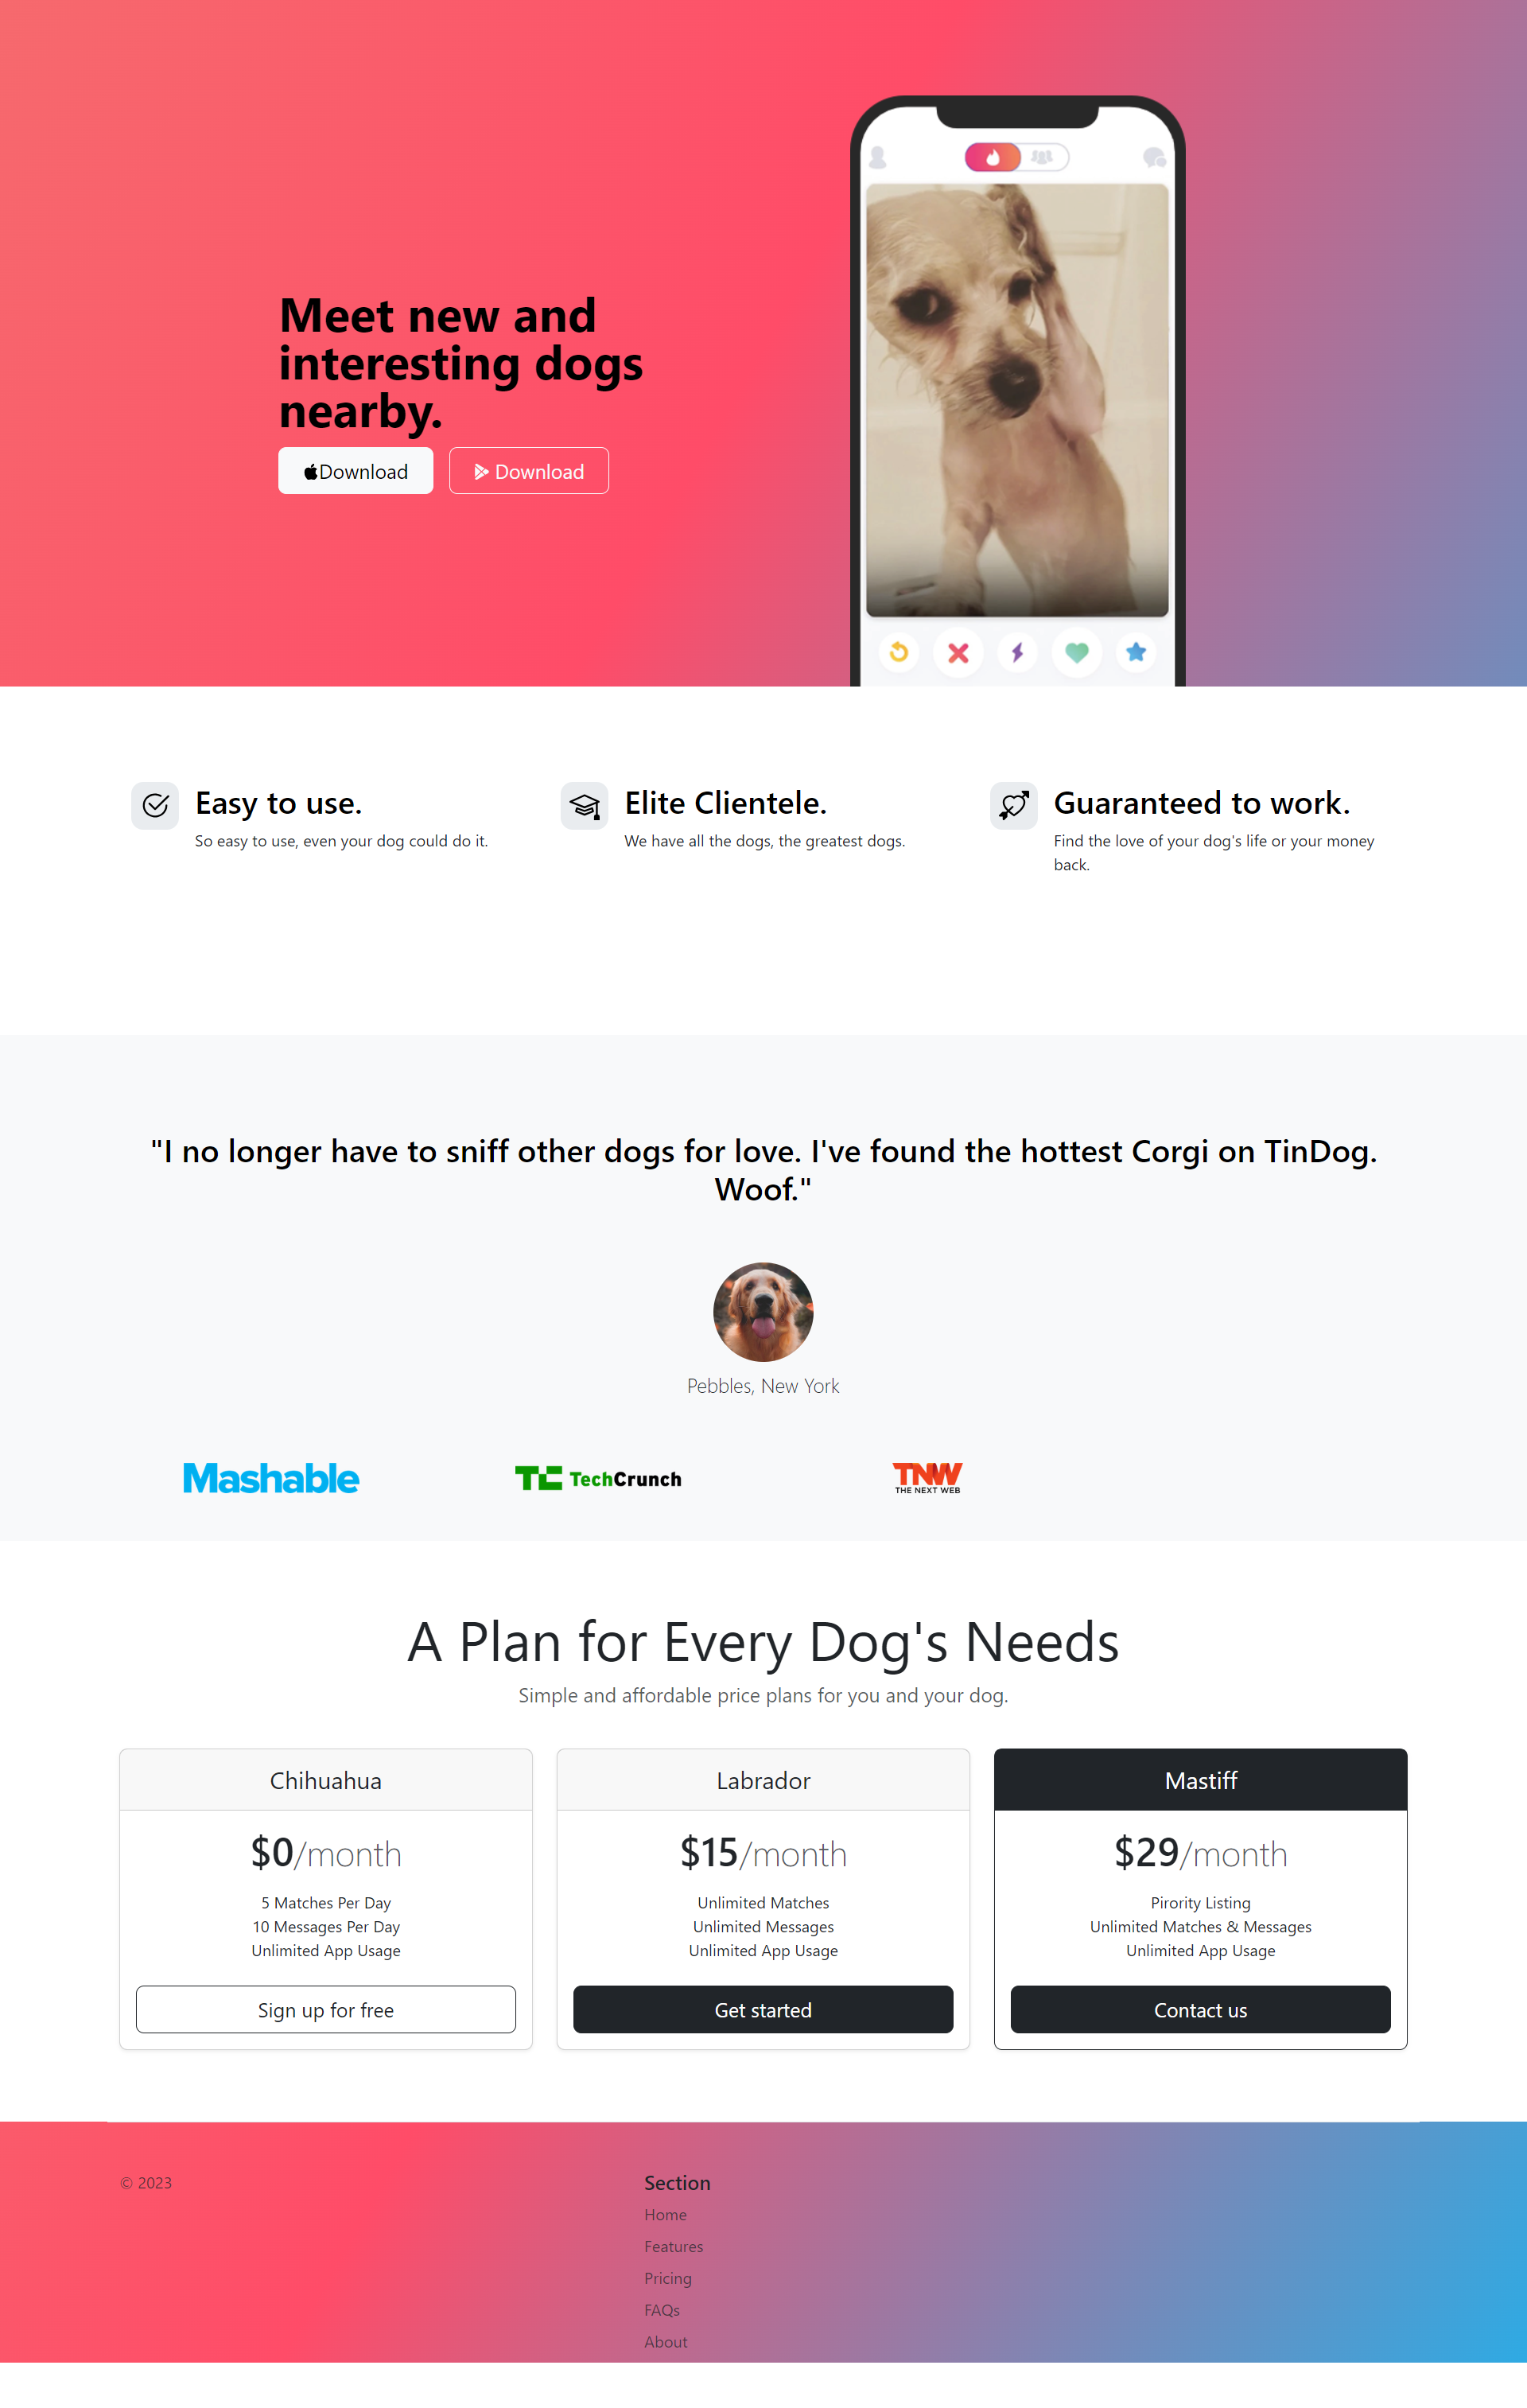 Meet new and
interesting dogs
nearby.
Download
Download
Easy to use.
So easy to use, even your dog could do it.
Elite Clientele.
We have all the dogs, the greatest dogs.
Guaranteed to work.
Find the love of your dog's life or your money
back.
"I no longer have to sniff other dogs for love. I've found the hottest Corgi on TinDog.
Woof."
Pebbles, New York
Mashable
TC TechCrunch
TNW
THE NEXT WEB
A Plan for Every Dog's Needs
Simple and affordable price plans for you and your dog.
Chihuahua
$0/month
5 Matches Per Day
10 Messages Per Day
Unlimited App Usage
Sign up for free
Labrador
$15/month
Unlimited Matches
Unlimited Messages
Unlimited App Usage
Get started
Mastiff
$29/month
Pirority Listing
Unlimited Matches & Messages
Unlimited App Usage
Contact us
© 2023
Section
Home
Features
Pricing
FAQs
About